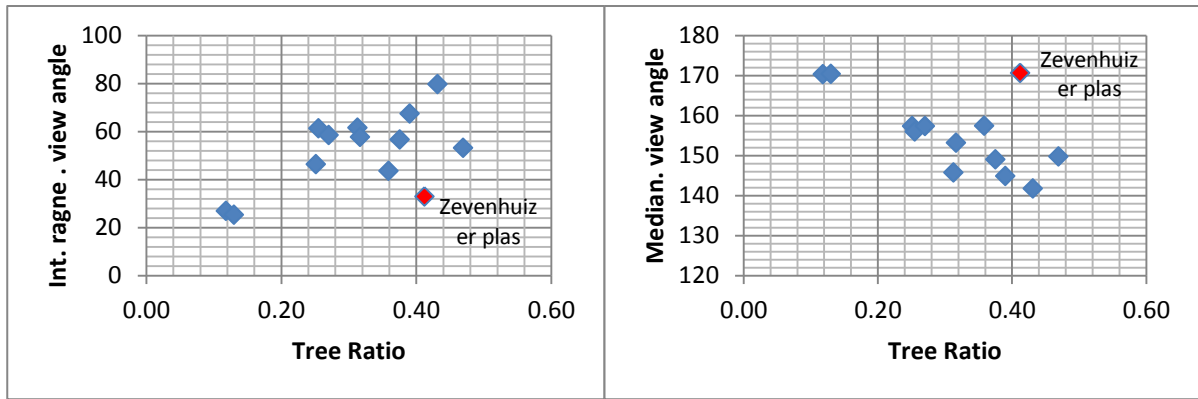 Int. ragne . view angle
100
80
60
40
20
0
Zevenhuiz
er plas
0.00 0.20 0.40 0.60
Tree Ratio
Median. view angle
180
170
160
150
140
130
120
Zevenhuiz
er plas
0.00 0.20 0.40 0.60
Tree Ratio